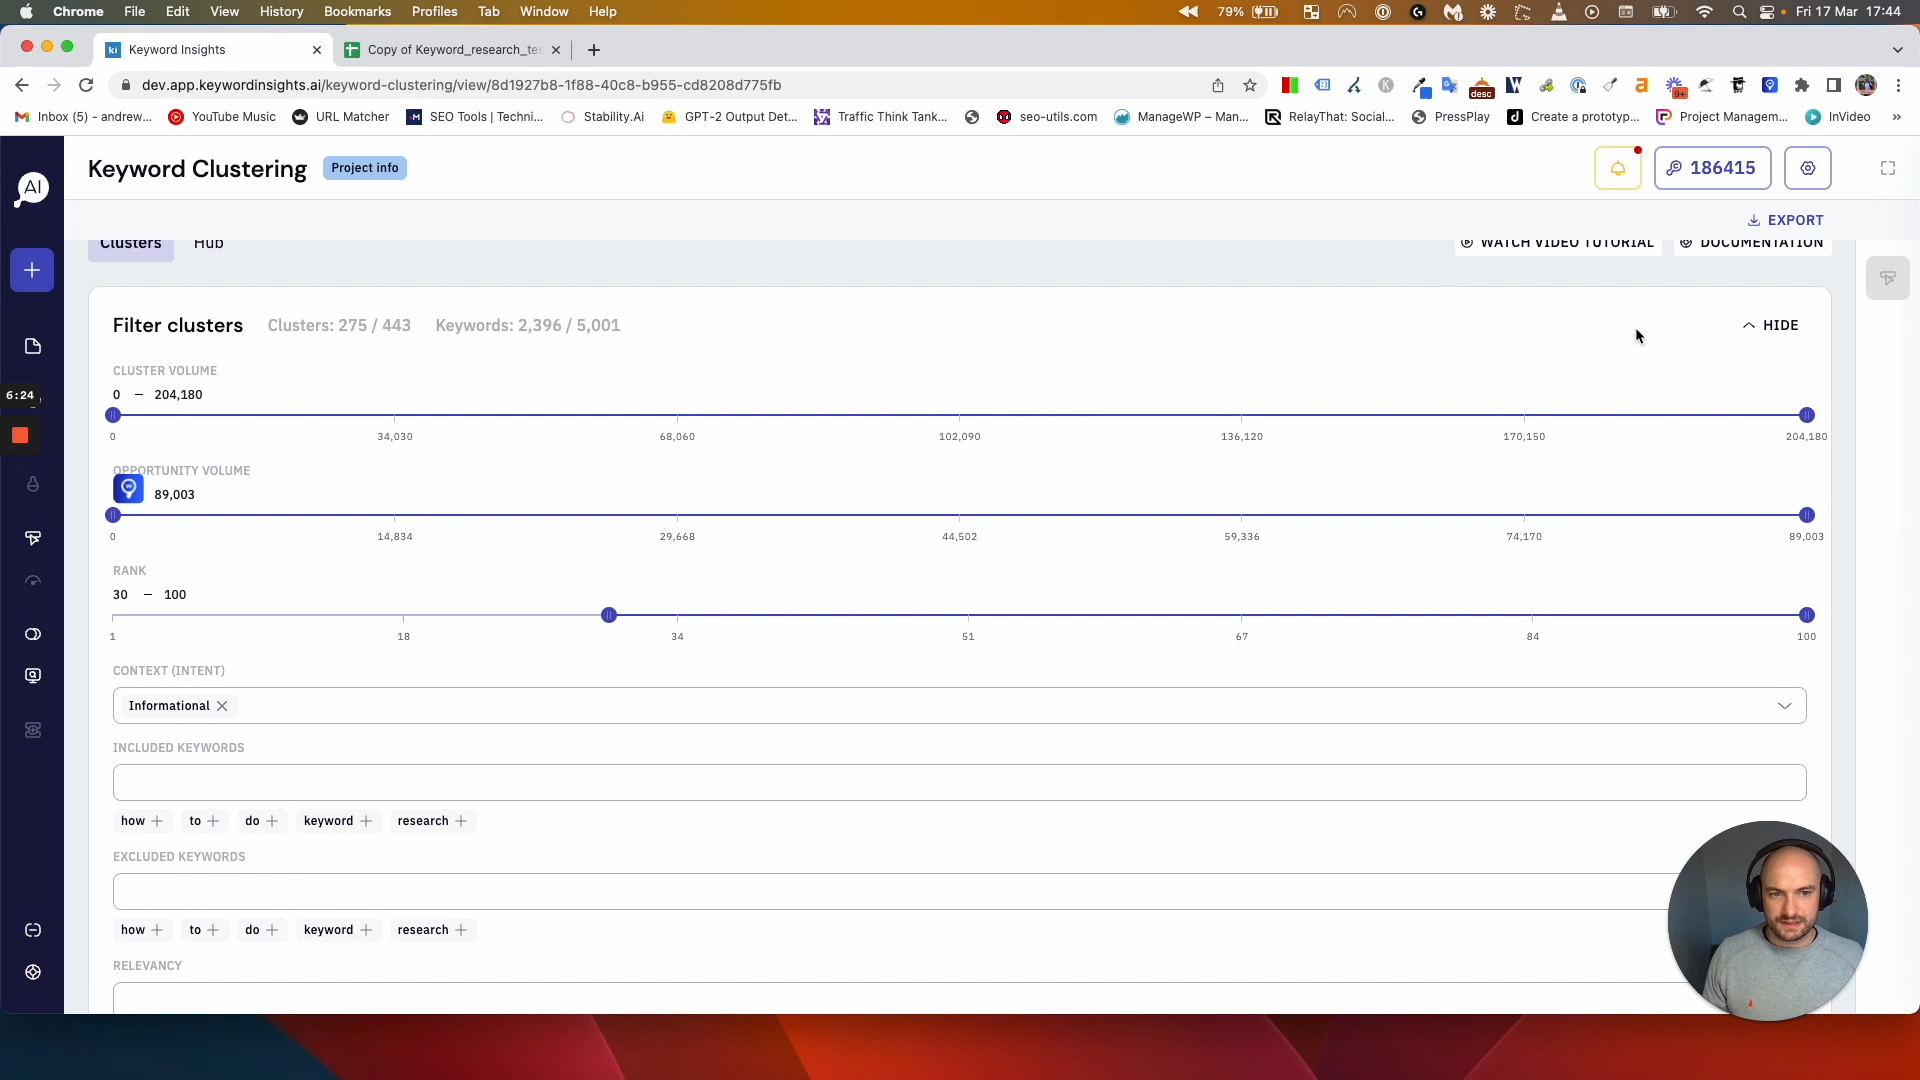 Chrome File Edit View History Bookmarks Profiles Tab Window Help 79% Fri 17 Mar 17:44
Keyword Insights Copy of Keyword_research_tes
dev.app.keywordinsights.ai/keyword-clustering/view/8d1927b8-1f88-40c8-b955-cd8208d775fb desc 9+
Inbox (5) - andrew... YouTube Music URL Matcher SEO Tools | Techni... Stability.Ai GPT-2 Output Det... Traffic Think Tank... seo-utils.com ManageWP – Man... RelayThat: Social... PressPlay Create a prototyp... Project Managem... InVideo »
AI
Keyword Clustering Project info 186415
EXPORT
Clusters Hub WATCH VIDEO TUTORIAL DOCUMENTATION
Filter clusters Clusters: 275 / 443 Keywords: 2,396 / 5,001 HIDE
CLUSTER VOLUME
6:24
0 – 204,180
0 34,030 68,060 102,090 136,120 170,150 204,180
OPPORTUNITY VOLUME
89,003
0 14,834 29,668 44,502 59,336 74,170 89,003
RANK
30 – 100
1 18 34 51 67 84 100
CONTEXT (INTENT)
Informational
INCLUDED KEYWORDS
how to do keyword research
EXCLUDED KEYWORDS
how to do keyword research
RELEVANCY